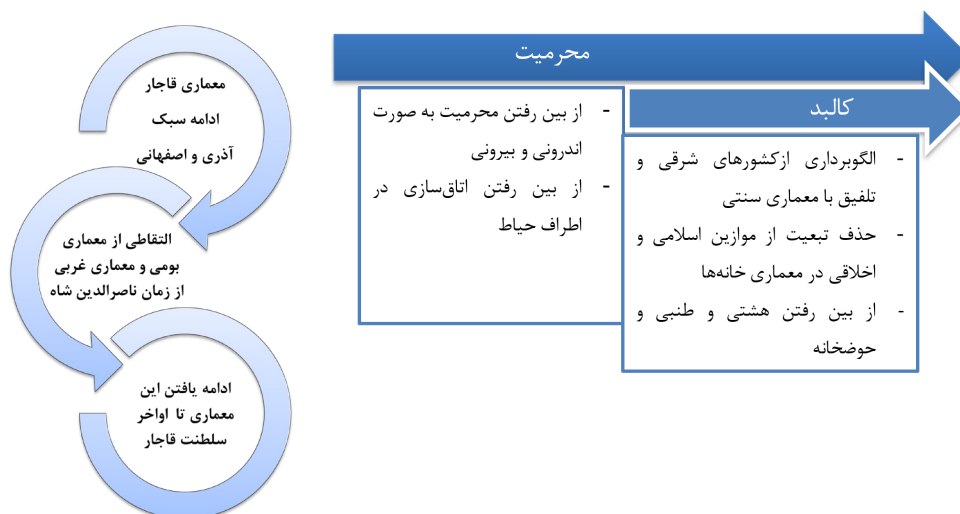 محرمیت
کالبد
- از بین رفتن محرمیت به صورت
اندرونی و بیرونی
- از بین رفتن اتاق‌سازی در
اطراف حیاط
- الگوبرداری ازکشورهای شرقی و
تلفیق با معماری سنتی
- حذف تبعیت از موازین اسلامی و
اخلاقی در معماری خانه‌ها
- از بین رفتن هشتی و طنبی و
حوضخانه
معماری قاجار
ادامه سبک
آذری و اصفهانی
التقاطی از معماری
بومی و معماری غربی
از زمان ناصرالدین شاه
ادامه یافتن این
معماری تا اواخر
سلطنت قاجار